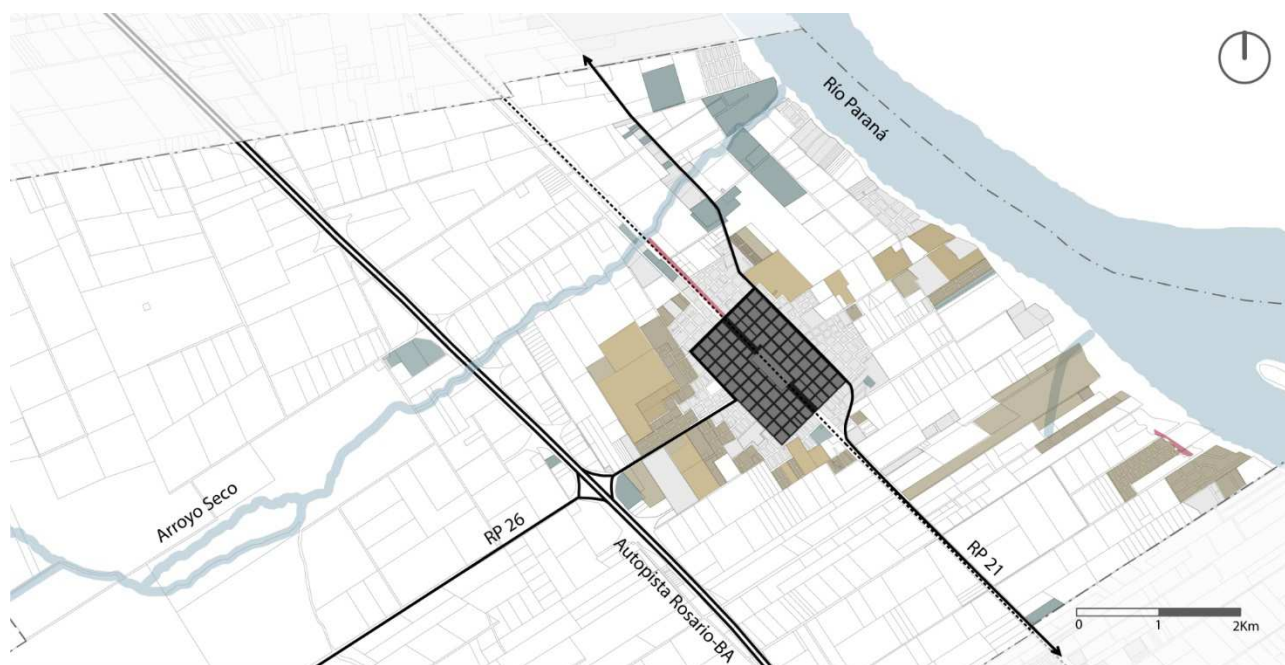 Río Paraná
Arroyo Seco
RP 26
Autopista Rosario-BA
RP 21
0 1 2Km